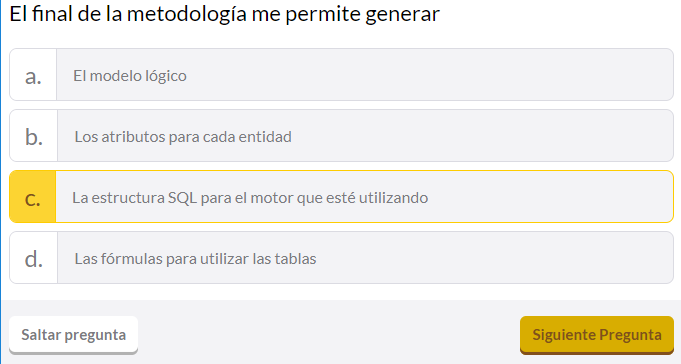 El final de la metodología me permite generar
a. El modelo lógico
b. Los atributos para cada entidad
c. La estructura SQL para el motor que esté utilizando
d. Las fórmulas para utilizar las tablas
Saltar pregunta Siguiente Pregunta